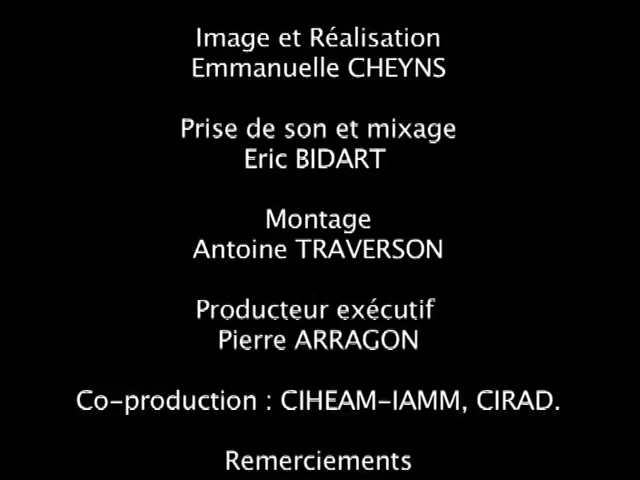 Image et Réalisation
Emmanuelle CHEYNS
Prise de son et mixage
Eric BIDART
Montage
Antoine TRAVERSON
Producteur exécutif
Pierre ARRAGON
Co-production : CIHEAM-IAMM, CIRAD.
Remerciements